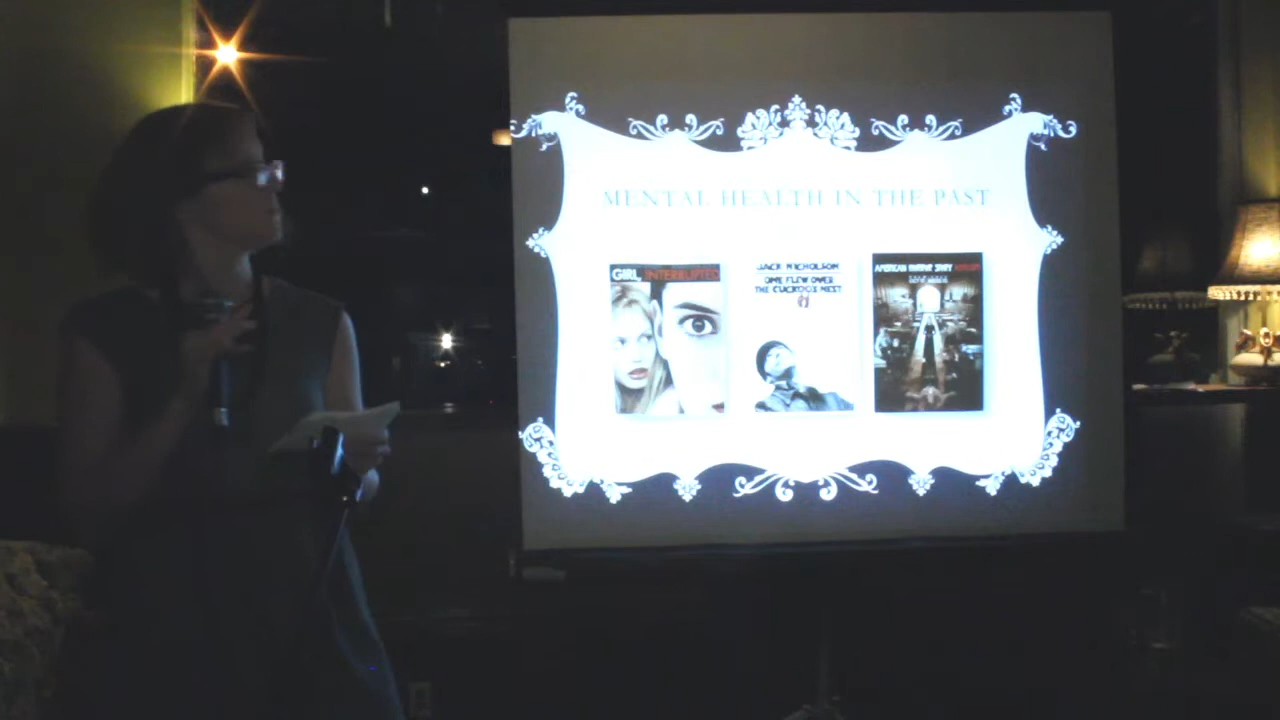 MENTAL HEALTH IN THE PAST
GIRL, INTERRUPTED
JACK NICHOLSON
ONE FLEW OVER
THE CUCKOO'S NEST
AMERICAN HORROR STORY ASYLUM